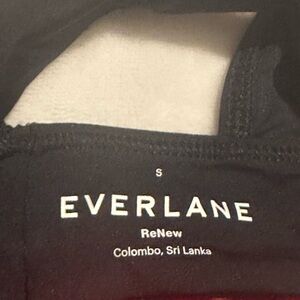 S
EVERLANE
ReNew
Colombo, Sri Lanka